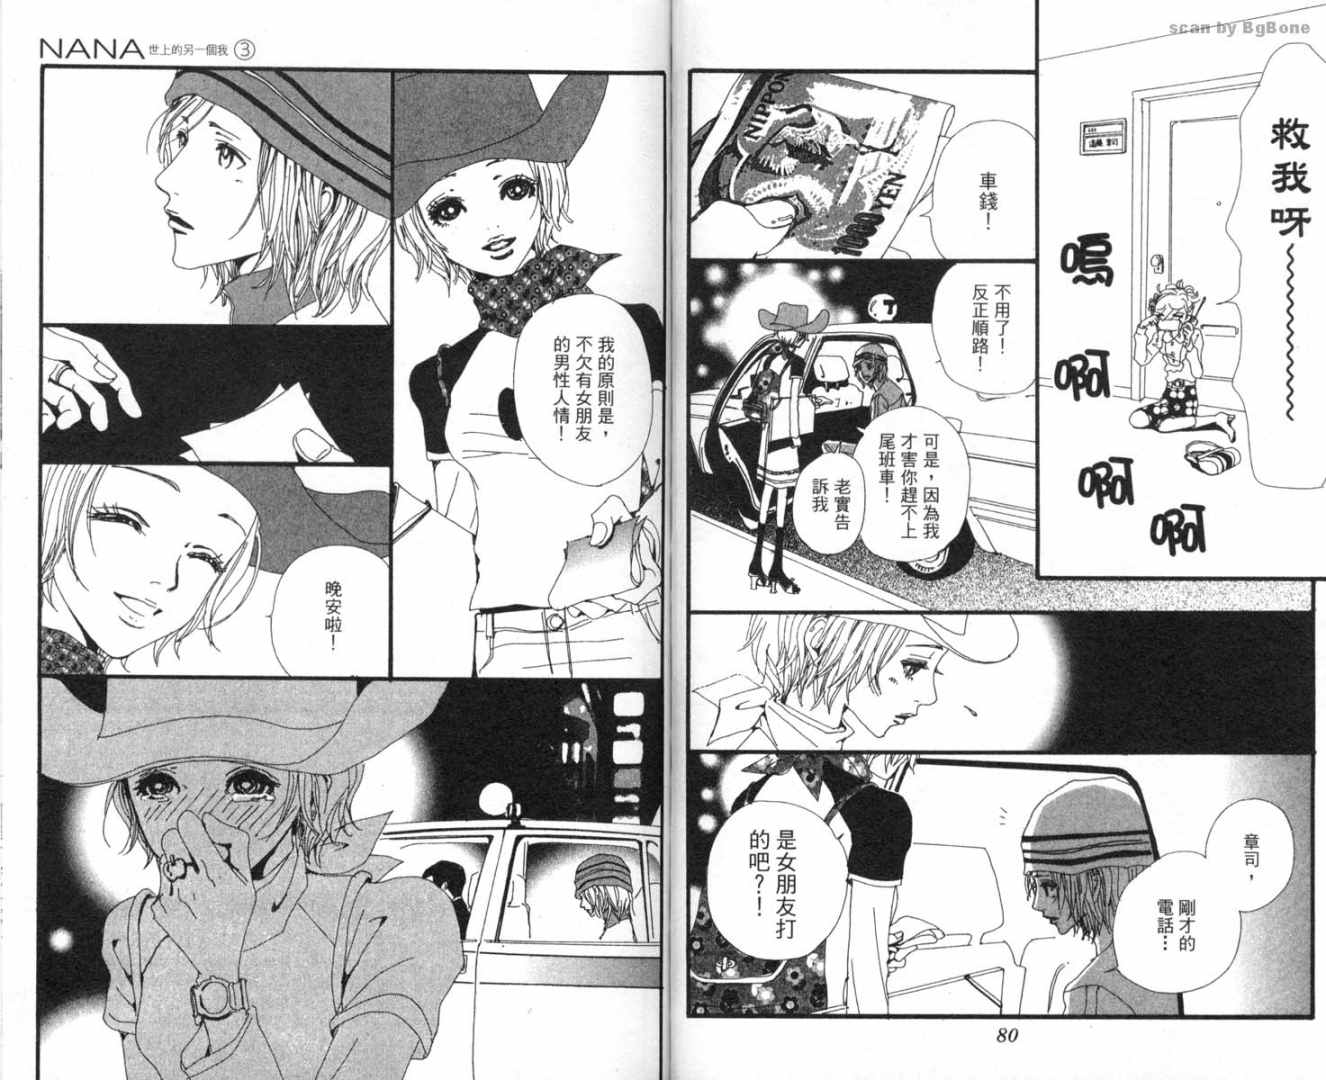 scan by BgBone
NANA 世上的另一個我 ③
救我呀~
嗚
啊
啊
啊
NIPPON
1000 YEN
車錢！
不用了！
反正順路！
可是，因為我
才害你趕不上
尾班車！
老實告
訴我
章司，
剛才的
電話…
是女朋友打
的吧?!
80
我的原則是，
不欠有女朋友
的男性人情！
晚安啦！